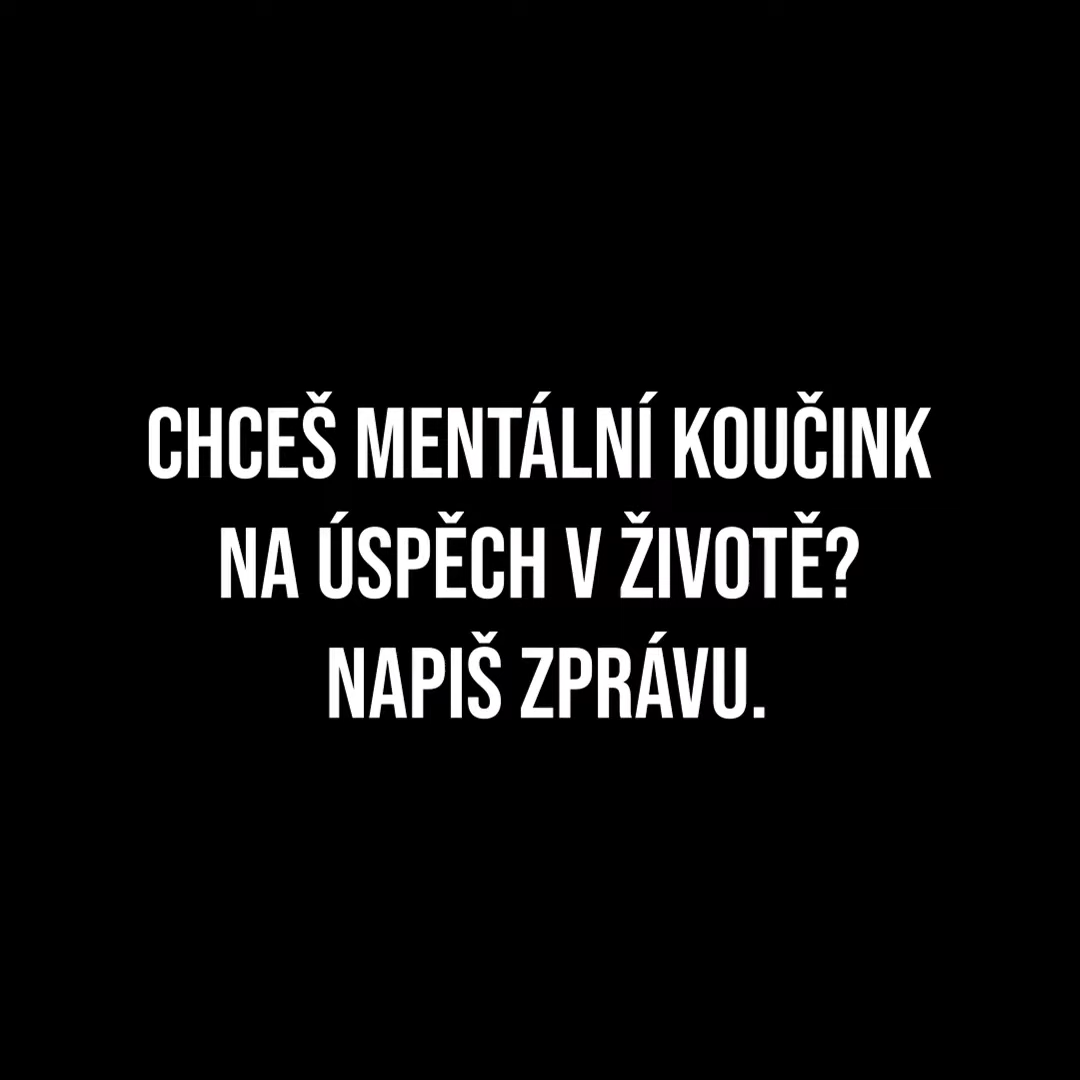 CHCEŠ MENTÁLNÍ KOUČINK
NA ÚSPĚCH V ŽIVOTĚ?
NAPIŠ ZPRÁVU.